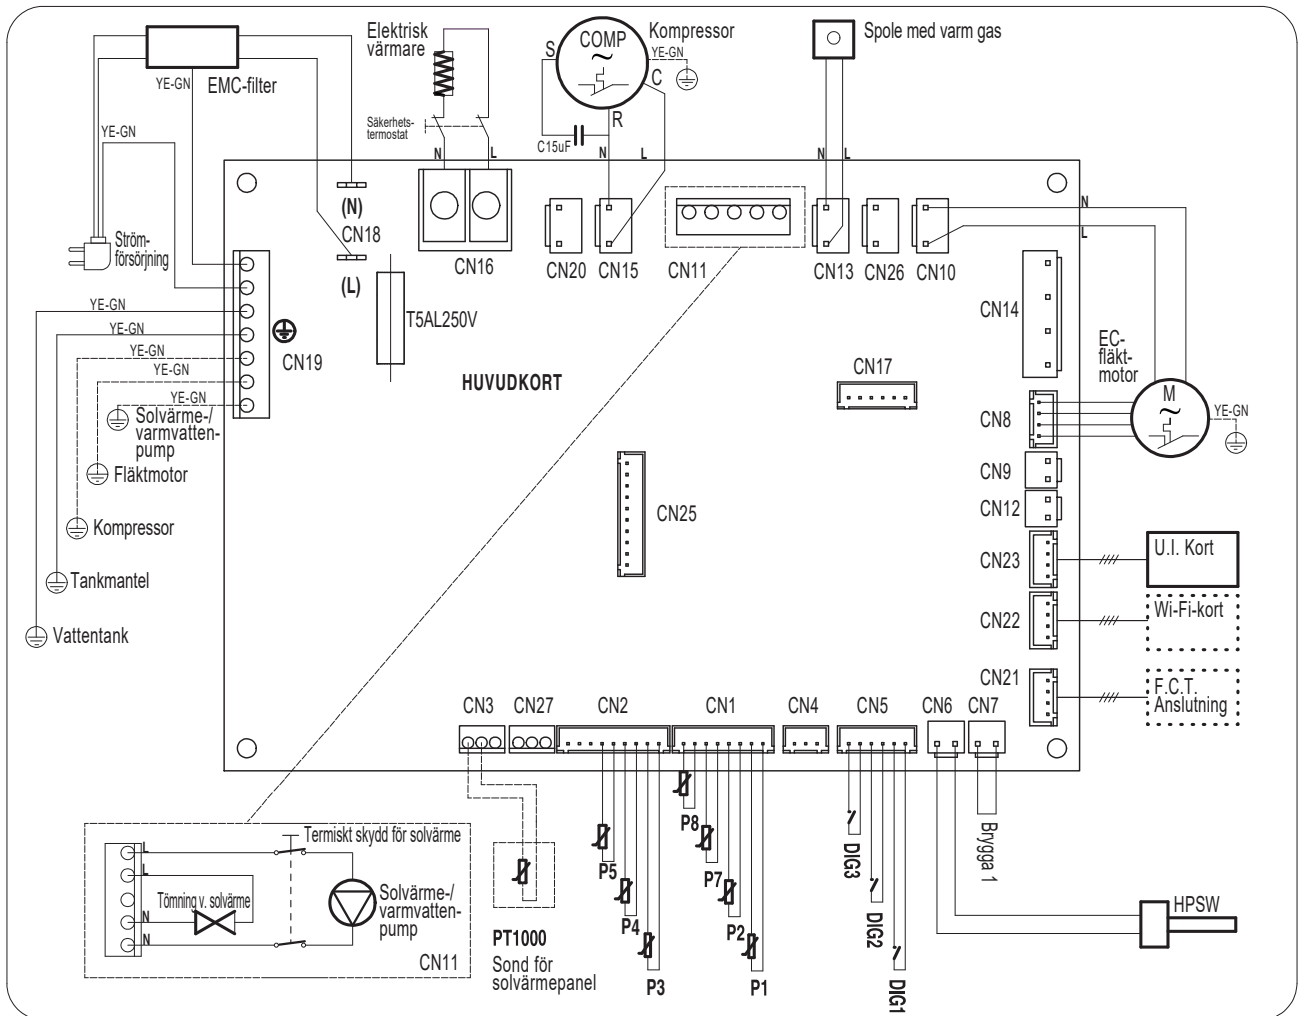 Elektrisk
värmare
COMP
Kompressor
Spole med varm gas
S
YE-GN
C
R
EMC-filter
YE-GN
YE-GN
Säkerhets-
termostat
C15uF
N
L
N
L
N
L
(N)
CN18
(L)
Ström-
försörjning
CN16
CN20
CN15
CN11
CN13
CN26
CN10
N
L
CN14
T5AL250V
YE-GN
YE-GN
YE-GN
YE-GN
YE-GN
CN19
HUVUDKORT
CN17
EC-
fläkt-
motor
M
YE-GN
CN8
Solvärme-/
varmvatten-
pump
Fläktmotor
CN9
CN12
CN25
Kompressor
CN23
U.I. Kort
Tankmantel
CN22
Wi-Fi-kort
Vattentank
CN21
F.C.T.
Anslutning
CN3
CN27
CN2
CN1
CN4
CN5
CN6
CN7
P8
P5
P7
P4
P2
P3
P1
DIG3
DIG2
DIG1
Brygga 1
HPSW
Termiskt skydd för solvärme
L
L
Tömning v. solvärme
N
N
Solvärme-/
varmvatten-
pump
CN11
PT1000
Sond för
solvärmepanel